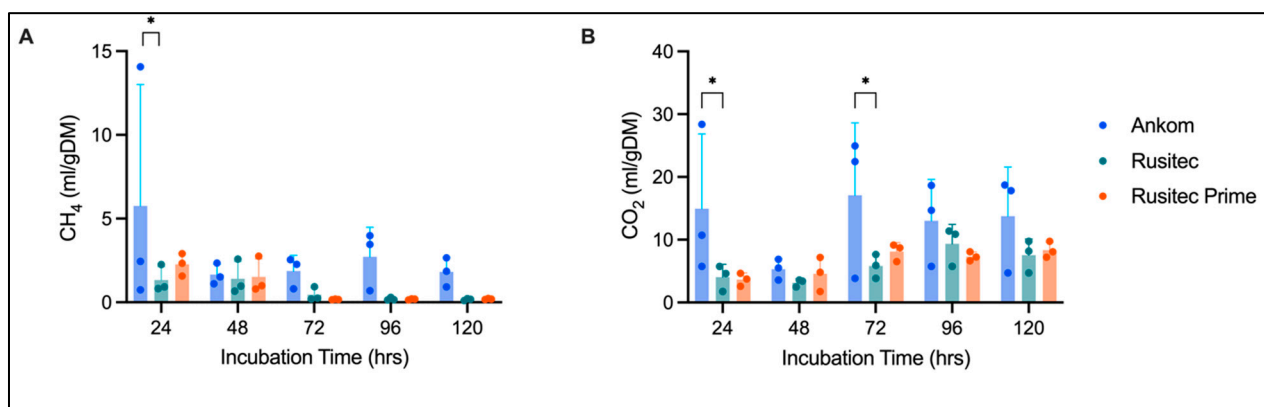 A
*
15
10
5
0
CH4 (ml/gDM)
24 48 72 96 120
Incubation Time (hrs)
B
* *
40
30
20
10
0
CO2 (ml/gDM)
24 48 72 96 120
Incubation Time (hrs)
Ankom
Rusitec
Rusitec Prime